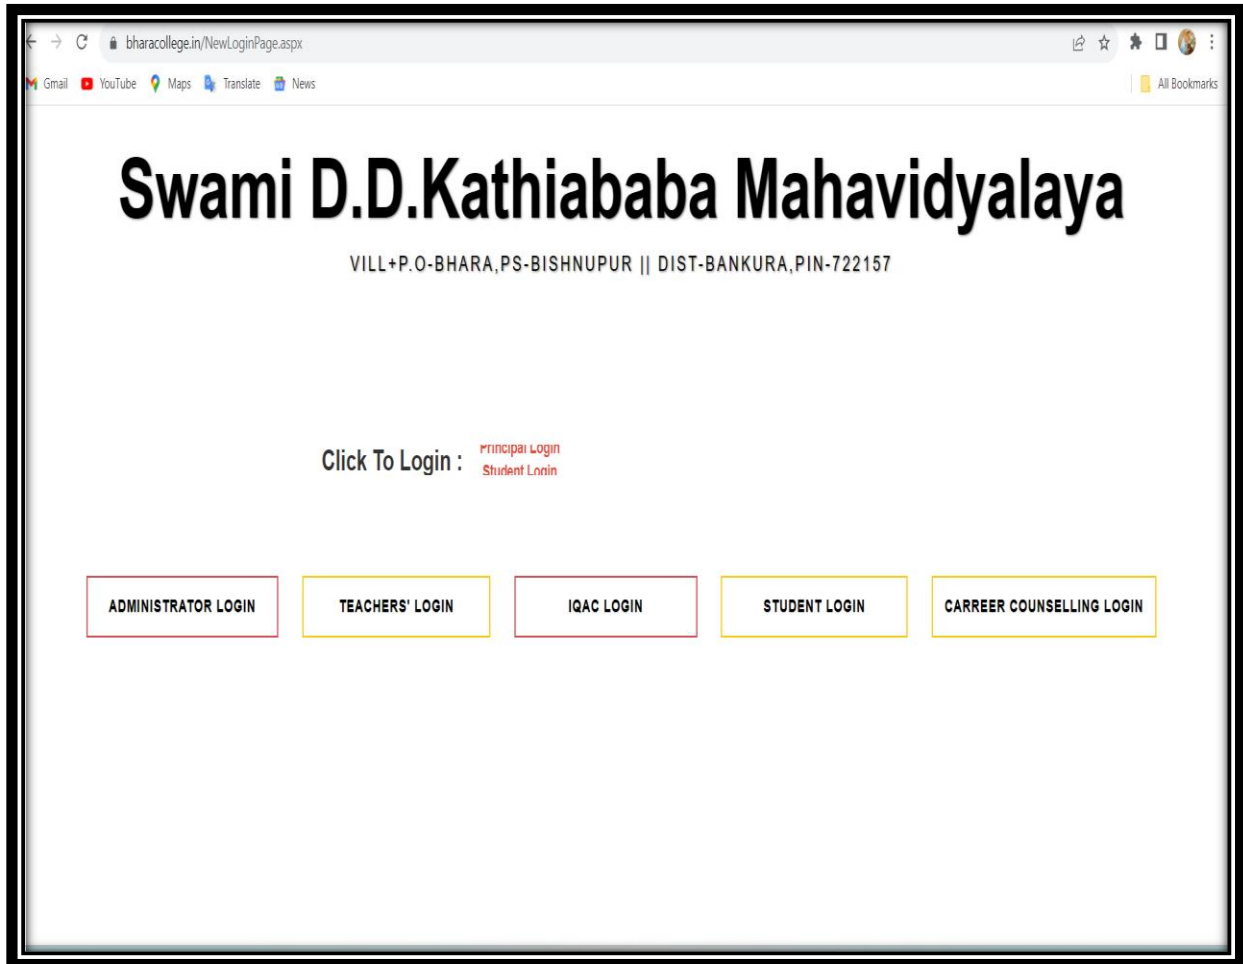 bharacollege.in/NewLoginPage.aspx
Gmail YouTube Maps Translate News All Bookmarks
Swami D.D.Kathiababa Mahavidyalaya
VILL+P.O-BHARA,PS-BISHNUPUR || DIST-BANKURA,PIN-722157
Click To Login :
Principal Login
Student Login
ADMINISTRATOR LOGIN TEACHERS' LOGIN IQAC LOGIN STUDENT LOGIN CARREER COUNSELLING LOGIN